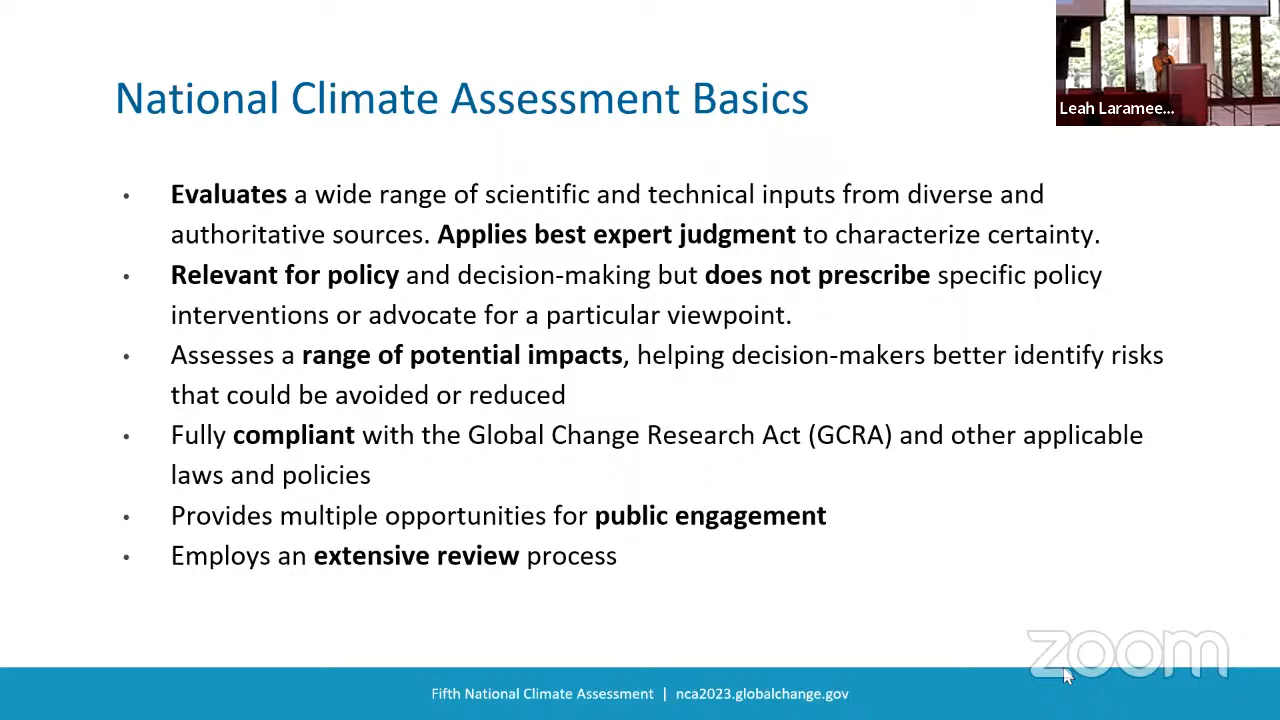 National Climate Assessment Basics
Leah Laramee...
• Evaluates a wide range of scientific and technical inputs from diverse and
authoritative sources. Applies best expert judgment to characterize certainty.
• Relevant for policy and decision-making but does not prescribe specific policy
interventions or advocate for a particular viewpoint.
• Assesses a range of potential impacts, helping decision-makers better identify risks
that could be avoided or reduced
• Fully compliant with the Global Change Research Act (GCRA) and other applicable
laws and policies
• Provides multiple opportunities for public engagement
• Employs an extensive review process
zoom
Fifth National Climate Assessment | nca2023.globalchange.gov